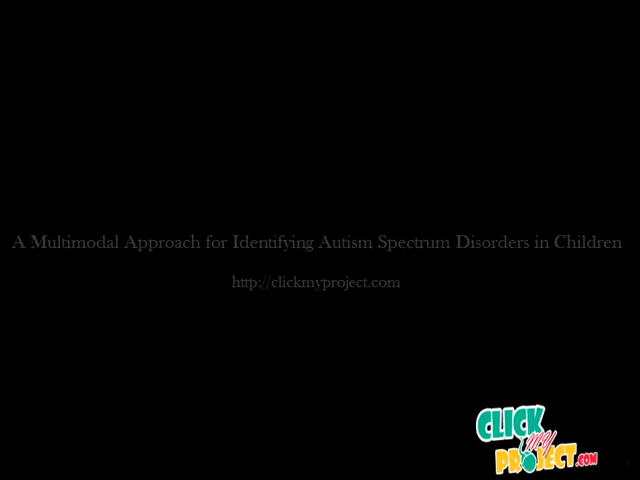 A Multimodal Approach for Identifying Autism Spectrum Disorders in Children
http://clickmyproject.com
CLICK
MY
PROJECT.COM